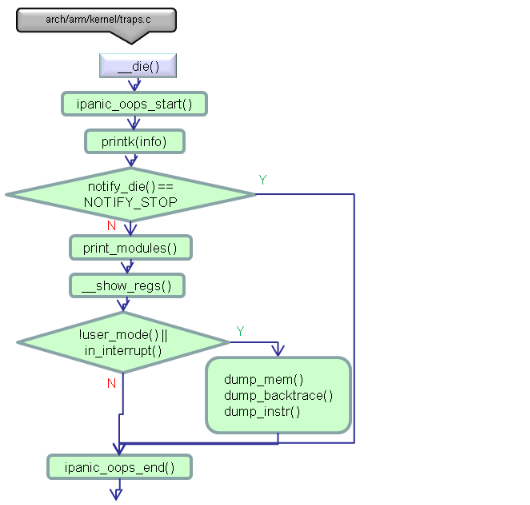 arch/arm/kernel/traps.c
__die()
ipanic_oops_start()
printk(info)
notify_die() ==
NOTIFY_STOP
Y
N
print_modules()
__show_regs()
!user_mode() ||
in_interrupt()
Y
N
dump_mem()
dump_backtrace()
dump_instr()
ipanic_oops_end()